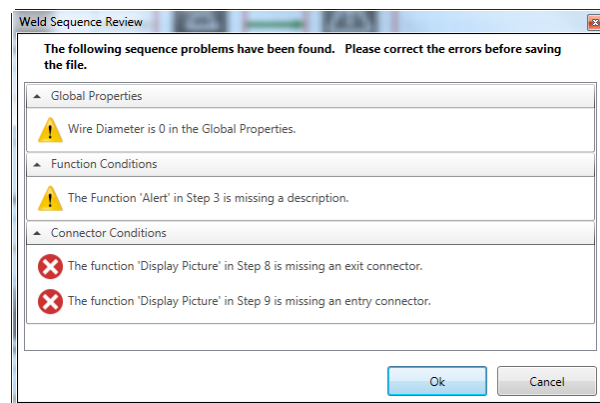 Weld Sequence Review
The following sequence problems have been found. Please correct the errors before saving
the file.
Global Properties
Wire Diameter is 0 in the Global Properties.
Function Conditions
The Function 'Alert' in Step 3 is missing a description.
Connector Conditions
The function 'Display Picture' in Step 8 is missing an exit connector.
The function 'Display Picture' in Step 9 is missing an entry connector.
Ok Cancel